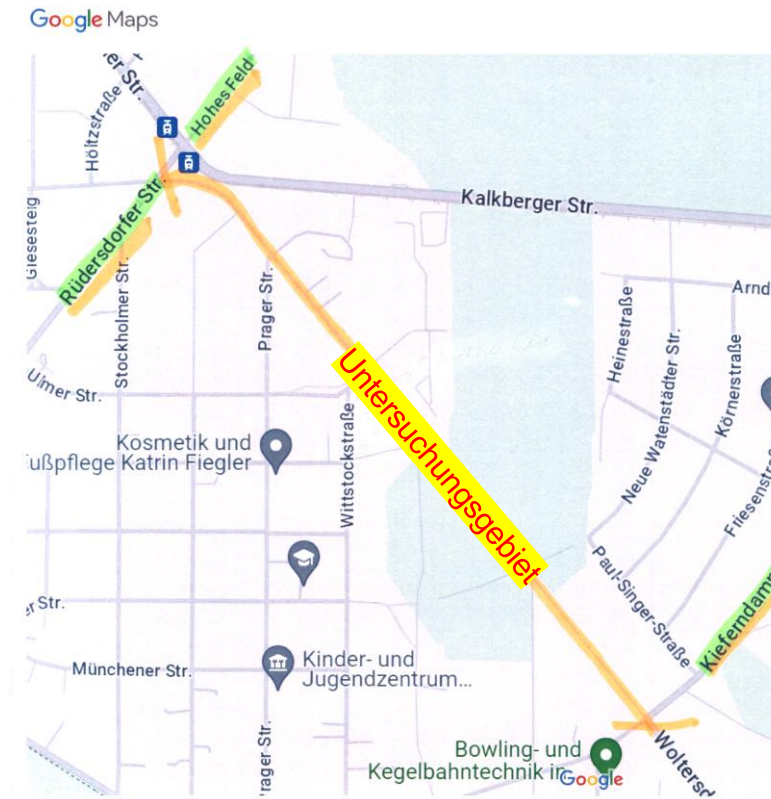 Google Maps
er Str.
Höltzstraße
Hohes Feld
Kalkberger Str.
Giesesteig
Rüdersdorfer Str.
Stockholmer Str.
Prager Str.
Arnd
Heinestraße
Ulmer Str.
Untersuchungsgebiet
Neue Watenstädter Str.
Körnerstraße
Kosmetik und
ußpflege Katrin Fiegler
Wittstockstraße
Friesenstra
er Str.
Paul-Singer-Straße
Kieferndamm
Münchener Str.
Kinder- und
Jugendzentrum...
rager Str.
Bowling- und
Kegelbahntechnik in
Google
Woltersd